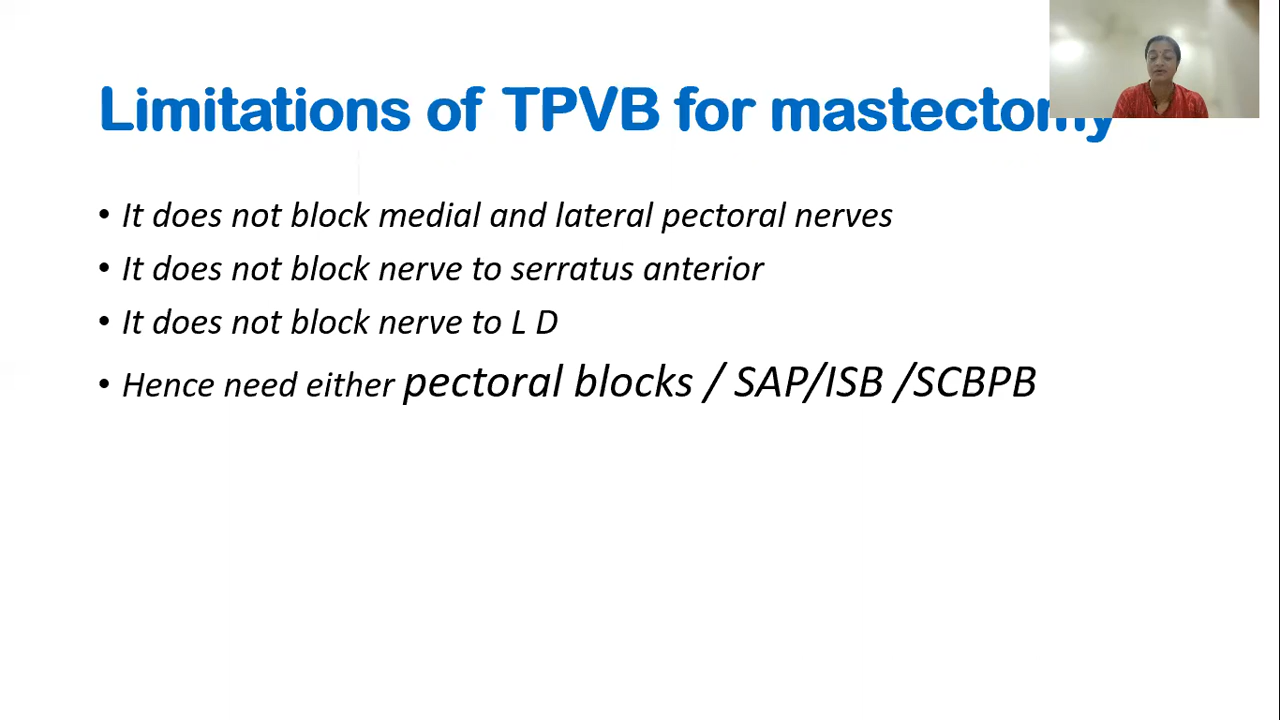 Limitations of TPVB for mastectomy
• It does not block medial and lateral pectoral nerves
• It does not block nerve to serratus anterior
• It does not block nerve to L D
• Hence need either pectoral blocks / SAP/ISB /SCBPB